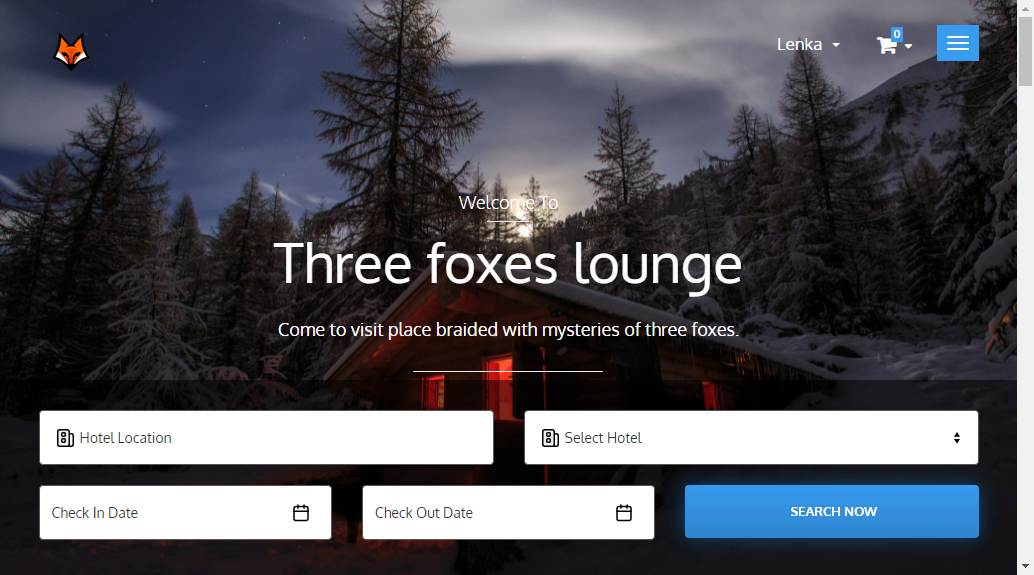 Lenka
0
Welcome To
Three foxes lounge
Come to visit place braided with mysteries of three foxes.
Hotel Location
Select Hotel
Check In Date
Check Out Date
SEARCH NOW